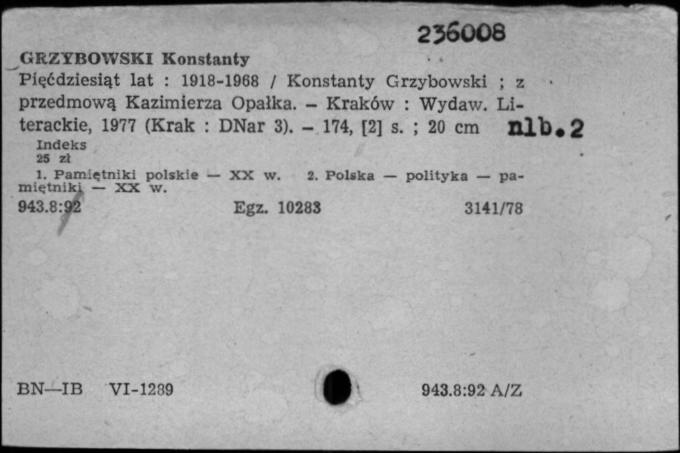 236008
GRZYBOWSKI Konstanty
Pięćdziesiąt lat : 1918-1968 / Konstanty Grzybowski ; z
przedmową Kazimierza Opałka. — Kraków : Wydaw. Li-
terackie, 1977 (Krak : DNar 3). — 174, [2] s. ; 20 cm nlb.2
Indeks
25 zł
1. Pamiętniki polskie — XX w. 2. Polska — polityka — pa-
miętniki — XX w.
943.8:92 Egz. 10283 3141/78
BN—IB VI-1289 943.8:92 A/Z